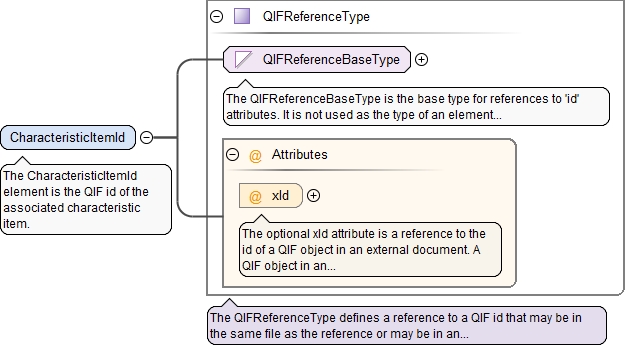 QIFReferenceType
QIFReferenceBaseType
The QIFReferenceBaseType is the base type for references to 'id'
attributes. It is not used as the type of an element...
CharacteristicItemId
The CharacteristicItemId
element is the QIF id of the
associated characteristic
item.
@ Attributes
@ xId
The optional xId attribute is a reference to the
id of a QIF object in an external document. A
QIF object in an...
The QIFReferenceType defines a reference to a QIF id that may be in
the same file as the reference or may be in an...